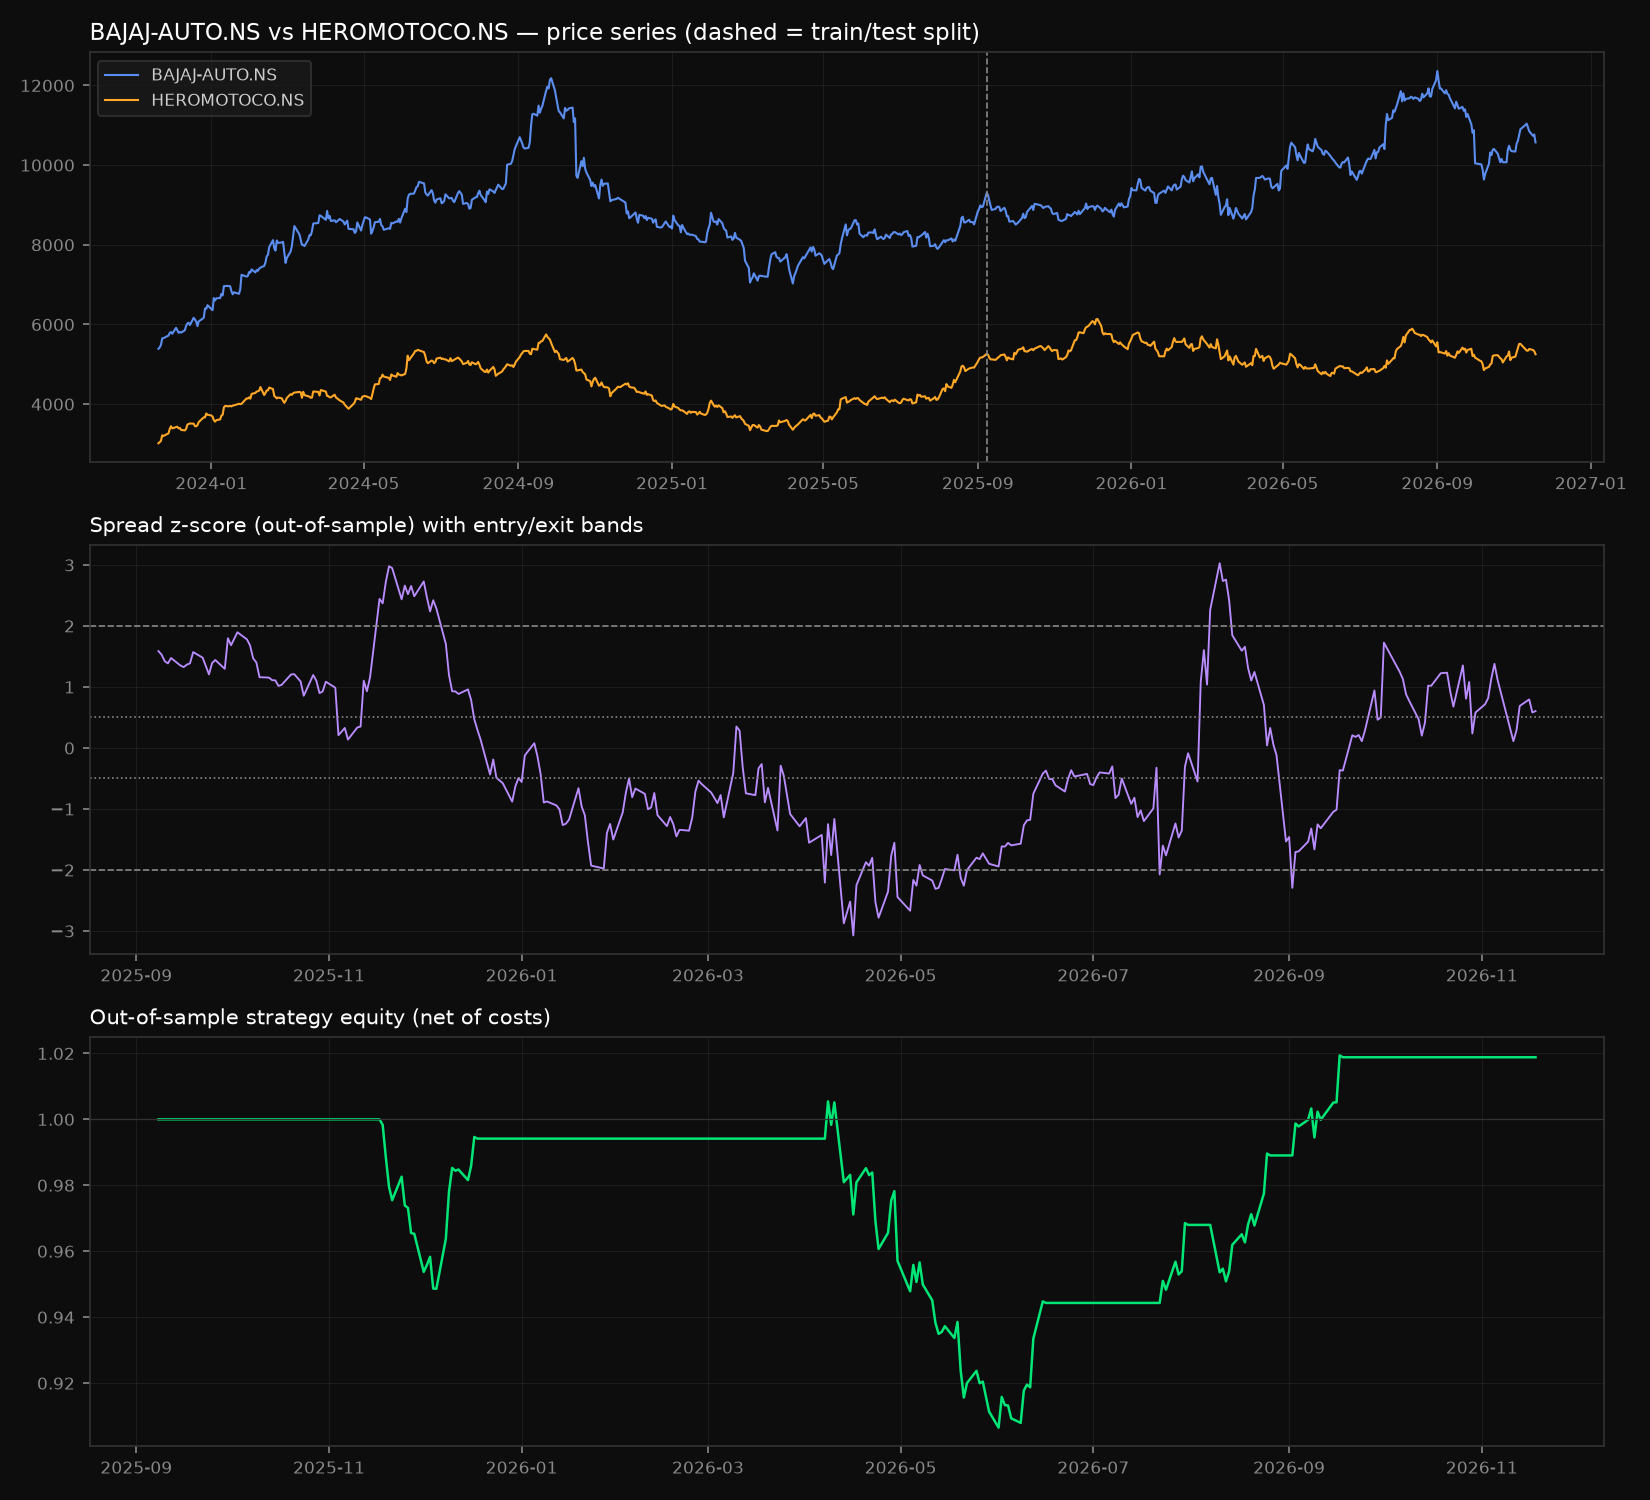 BAJAJ-AUTO.NS vs HEROMOTOCO.NS — price series (dashed = train/test split)
BAJAJ-AUTO.NS
HEROMOTOCO.NS
12000
10000
8000
6000
4000
2024-01 2024-05 2024-09 2025-01 2025-05 2025-09 2026-01 2026-05 2026-09 2027-01
Spread z-score (out-of-sample) with entry/exit bands
3
2
1
0
−1
−2
−3
2025-09 2025-11 2026-01 2026-03 2026-05 2026-07 2026-09 2026-11
Out-of-sample strategy equity (net of costs)
1.02
1.00
0.98
0.96
0.94
0.92
2025-09 2025-11 2026-01 2026-03 2026-05 2026-07 2026-09 2026-11